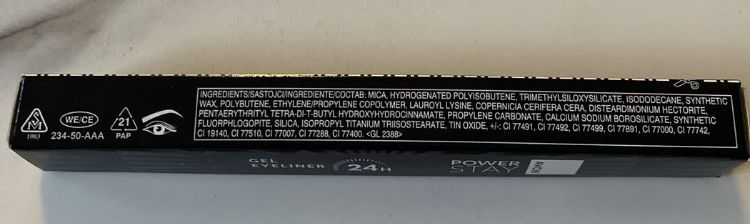 INGREDIENTS/SASTOJCI/INGREDIENTE/СОСТАВ: MICA, HYDROGENATED POLYISOBUTENE, TRIMETHYLSILOXYSILICATE, ISODODECANE, SYNTHETIC
WAX, POLYBUTENE, ETHYLENE/PROPYLENE COPOLYMER, LAUROYL LYSINE, COPERNICIA CERIFERA CERA, DISTEARDIMONIUM HECTORITE,
PENTAERYTHRITYL TETRA-DI-T-BUTYL HYDROXYHYDROCINNAMATE, PROPYLENE CARBONATE, CALCIUM SODIUM BOROSILICATE, SYNTHETIC
FLUORPHLOGOPITE, SILICA, ISOPROPYL TITANIUM TRIISOSTEARATE, TIN OXIDE, +/-: CI 77491, CI 77492, CI 77499, CI 77891, CI 77000, CI 77742,
CI 19140, CI 77510, CI 77007, CI 77288, CI 77400. <GL 2388>
1003
WE/CE
234-50-AAA
21
PAP
GEL
EYELINER
24H
POWER
STAY
AVON